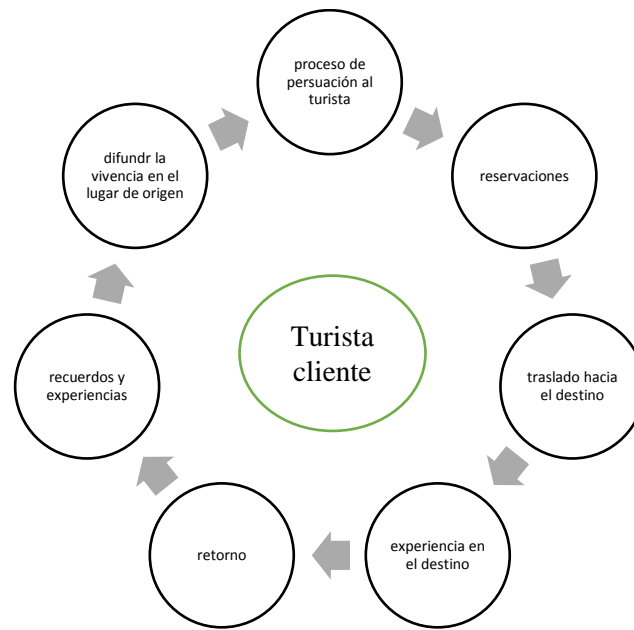 proceso de
persuación al
turista
reservaciones
traslado hacia
el destino
experiencia en
el destino
retorno
recuerdos y
experiencias
difundr la
vivencia en el
lugar de origen
Turista
cliente